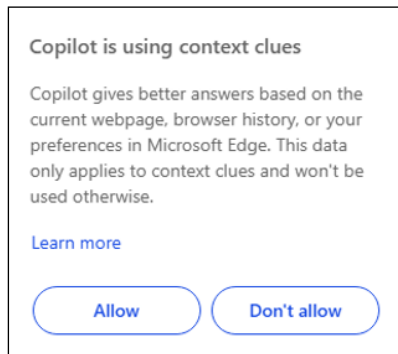 Copilot is using context clues
Copilot gives better answers based on the
current webpage, browser history, or your
preferences in Microsoft Edge. This data
only applies to context clues and won't be
used otherwise.
Learn more
Allow
Don't allow